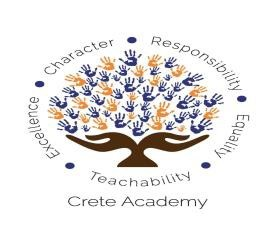 Character
Responsibility
Excellence
Equality
Teachability
Crete Academy